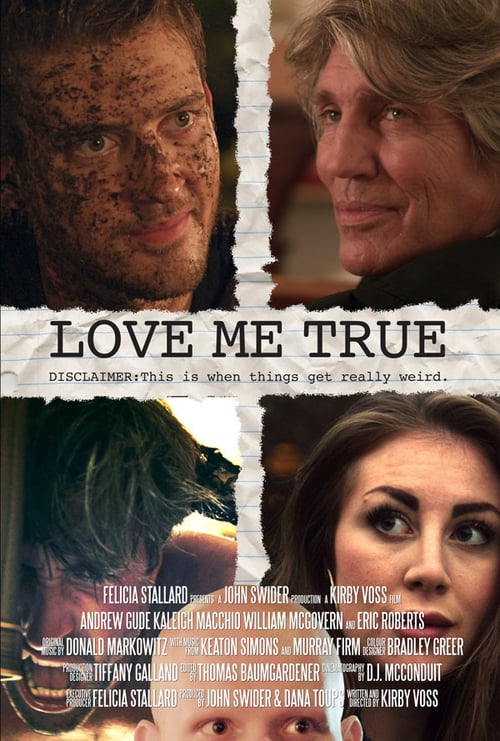 LOVE ME TRUE
DISCLAIMER:This is when things get really weird.
FELICIA STALLARD PRESENTS A JOHN SWIDER PRODUCTION A KIRBY VOSS FILM
ANDREW GUDE KALEIGH MACCHIO WILLIAM MCGOVERN AND ERIC ROBERTS
ORIGINAL MUSIC BY DONALD MARKOWITZ WITH MUSIC FROM KEATON SIMONS AND MURRAY FIRM COLOUR DESIGNER BRADLEY GREER
PRODUCTION DESIGNER TIFFANY GALLAND EDITED BY THOMAS BAUMGARDENER CINEMATOGRAPHY BY D.J. MCCONDUIT
EXECUTIVE PRODUCER FELICIA STALLARD PRODUCED BY JOHN SWIDER & DANA TOUPS WRITTEN AND DIRECTED BY KIRBY VOSS